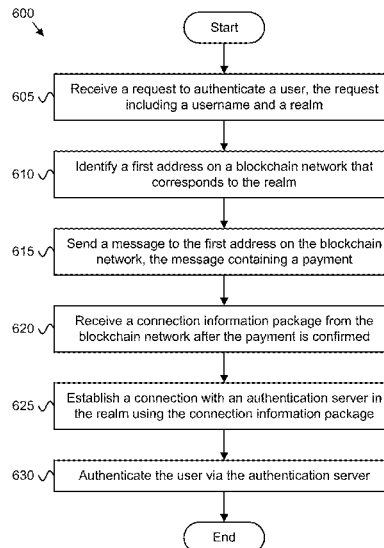 600
Start
605
Receive a request to authenticate a user, the request
including a username and a realm
610
Identify a first address on a blockchain network that
corresponds to the realm
615
Send a message to the first address on the blockchain
network, the message containing a payment
620
Receive a connection information package from the
blockchain network after the payment is confirmed
625
Establish a connection with an authentication server in
the realm using the connection information package
630
Authenticate the user via the authentication server
End